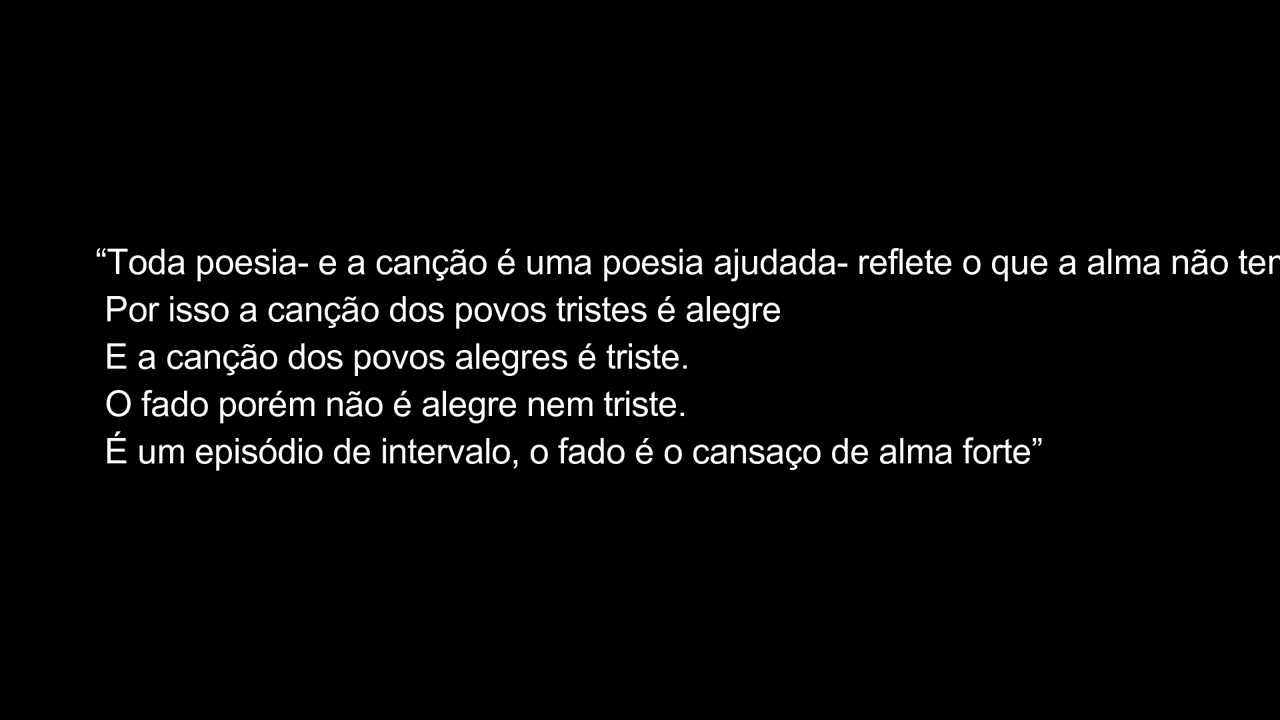 “Toda poesia- e a canção é uma poesia ajudada- reflete o que a alma não
Por isso a canção dos povos tristes é alegre
E a canção dos povos alegres é triste.
O fado porém não é alegre nem triste.
É um episódio de intervalo, o fado é o cansaço de alma forte”